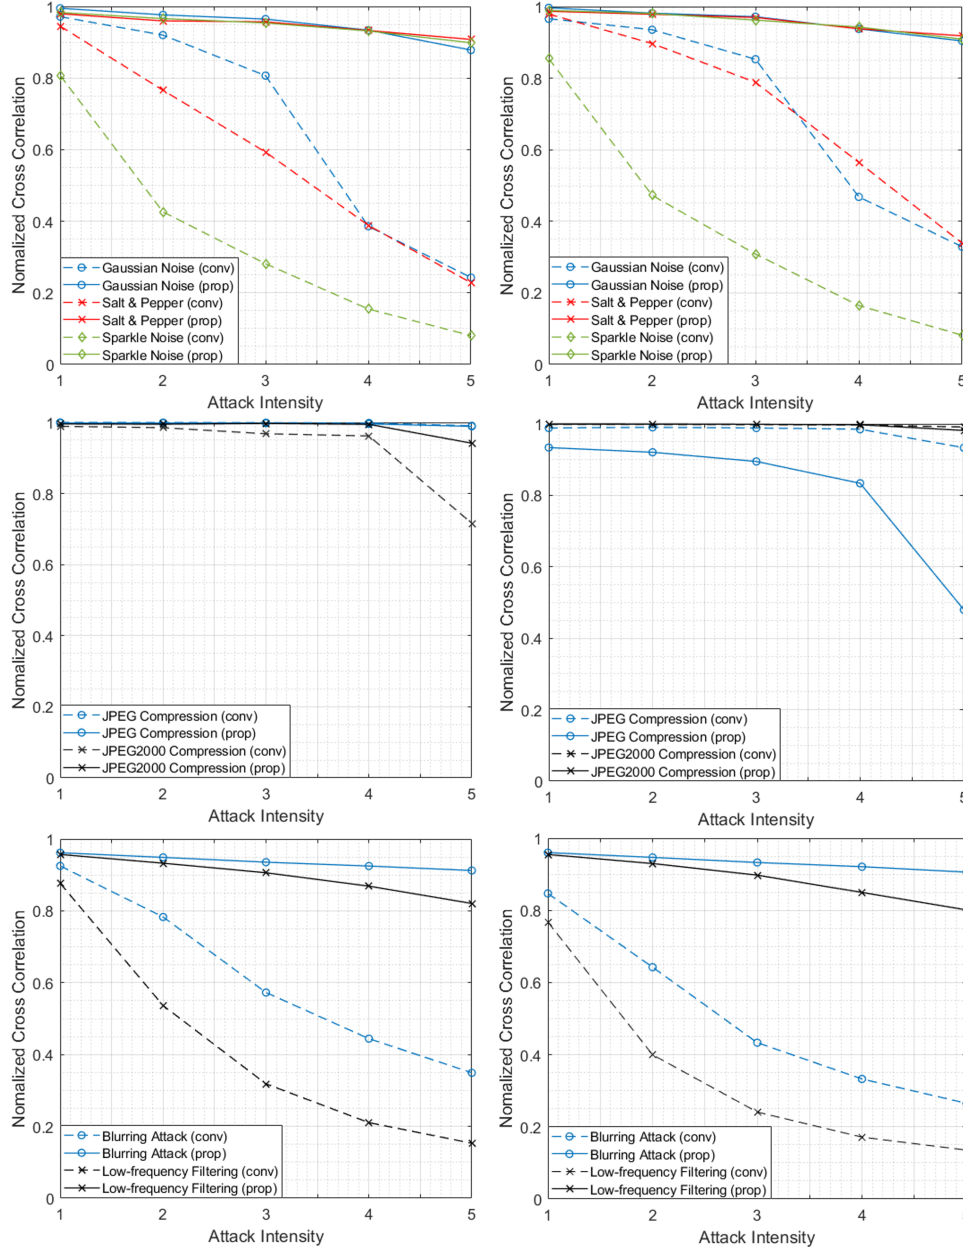 1
0.8
0.6
0.4
0.2
0
Nomalized Cross Correlation
Gaussian Noise (conv)
Gaussian Noise (prop)
Salt & Pepper (conv)
Salt & Pepper (prop)
Sparkle Noise (conv)
Sparkle Noise (prop)
1 2 3 4 5
Attack Intensity
1
0.8
0.6
0.4
0.2
0
Nomalized Cross Correlation
Gaussian Noise (conv)
Gaussian Noise (prop)
Salt & Pepper (conv)
Salt & Pepper (prop)
Sparkle Noise (conv)
Sparkle Noise (prop)
1 2 3 4 5
Attack Intensity
1
0.8
0.6
0.4
0.2
0
Nomalized Cross Correlation
JPEG Compression (conv)
JPEG Compression (prop)
JPEG2000 Compression (conv)
JPEG2000 Compression (prop)
1 2 3 4 5
Attack Intensity
1
0.8
0.6
0.4
0.2
0
Nomalized Cross Correlation
JPEG Compression (conv)
JPEG Compression (prop)
JPEG2000 Compression (conv)
JPEG2000 Compression (prop)
1 2 3 4 5
Attack Intensity
1
0.8
0.6
0.4
0.2
0
Nomalized Cross Correlation
Blurring Attack (conv)
Blurring Attack (prop)
Low-frequency Filtering (conv)
Low-frequency Filtering (prop)
1 2 3 4 5
Attack Intensity
1
0.8
0.6
0.4
0.2
0
Nomalized Cross Correlation
Blurring Attack (conv)
Blurring Attack (prop)
Low-frequency Filtering (conv)
Low-frequency Filtering (prop)
1 2 3 4 5
Attack Intensity